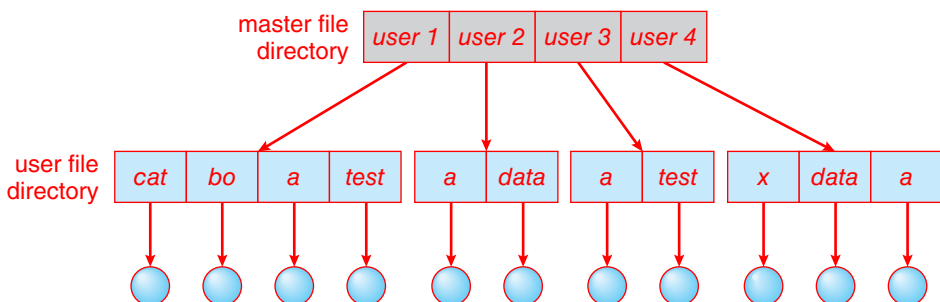 master file
directory
user 1 user 2 user 3 user 4
user file
directory
cat bo a test a data a test x data a